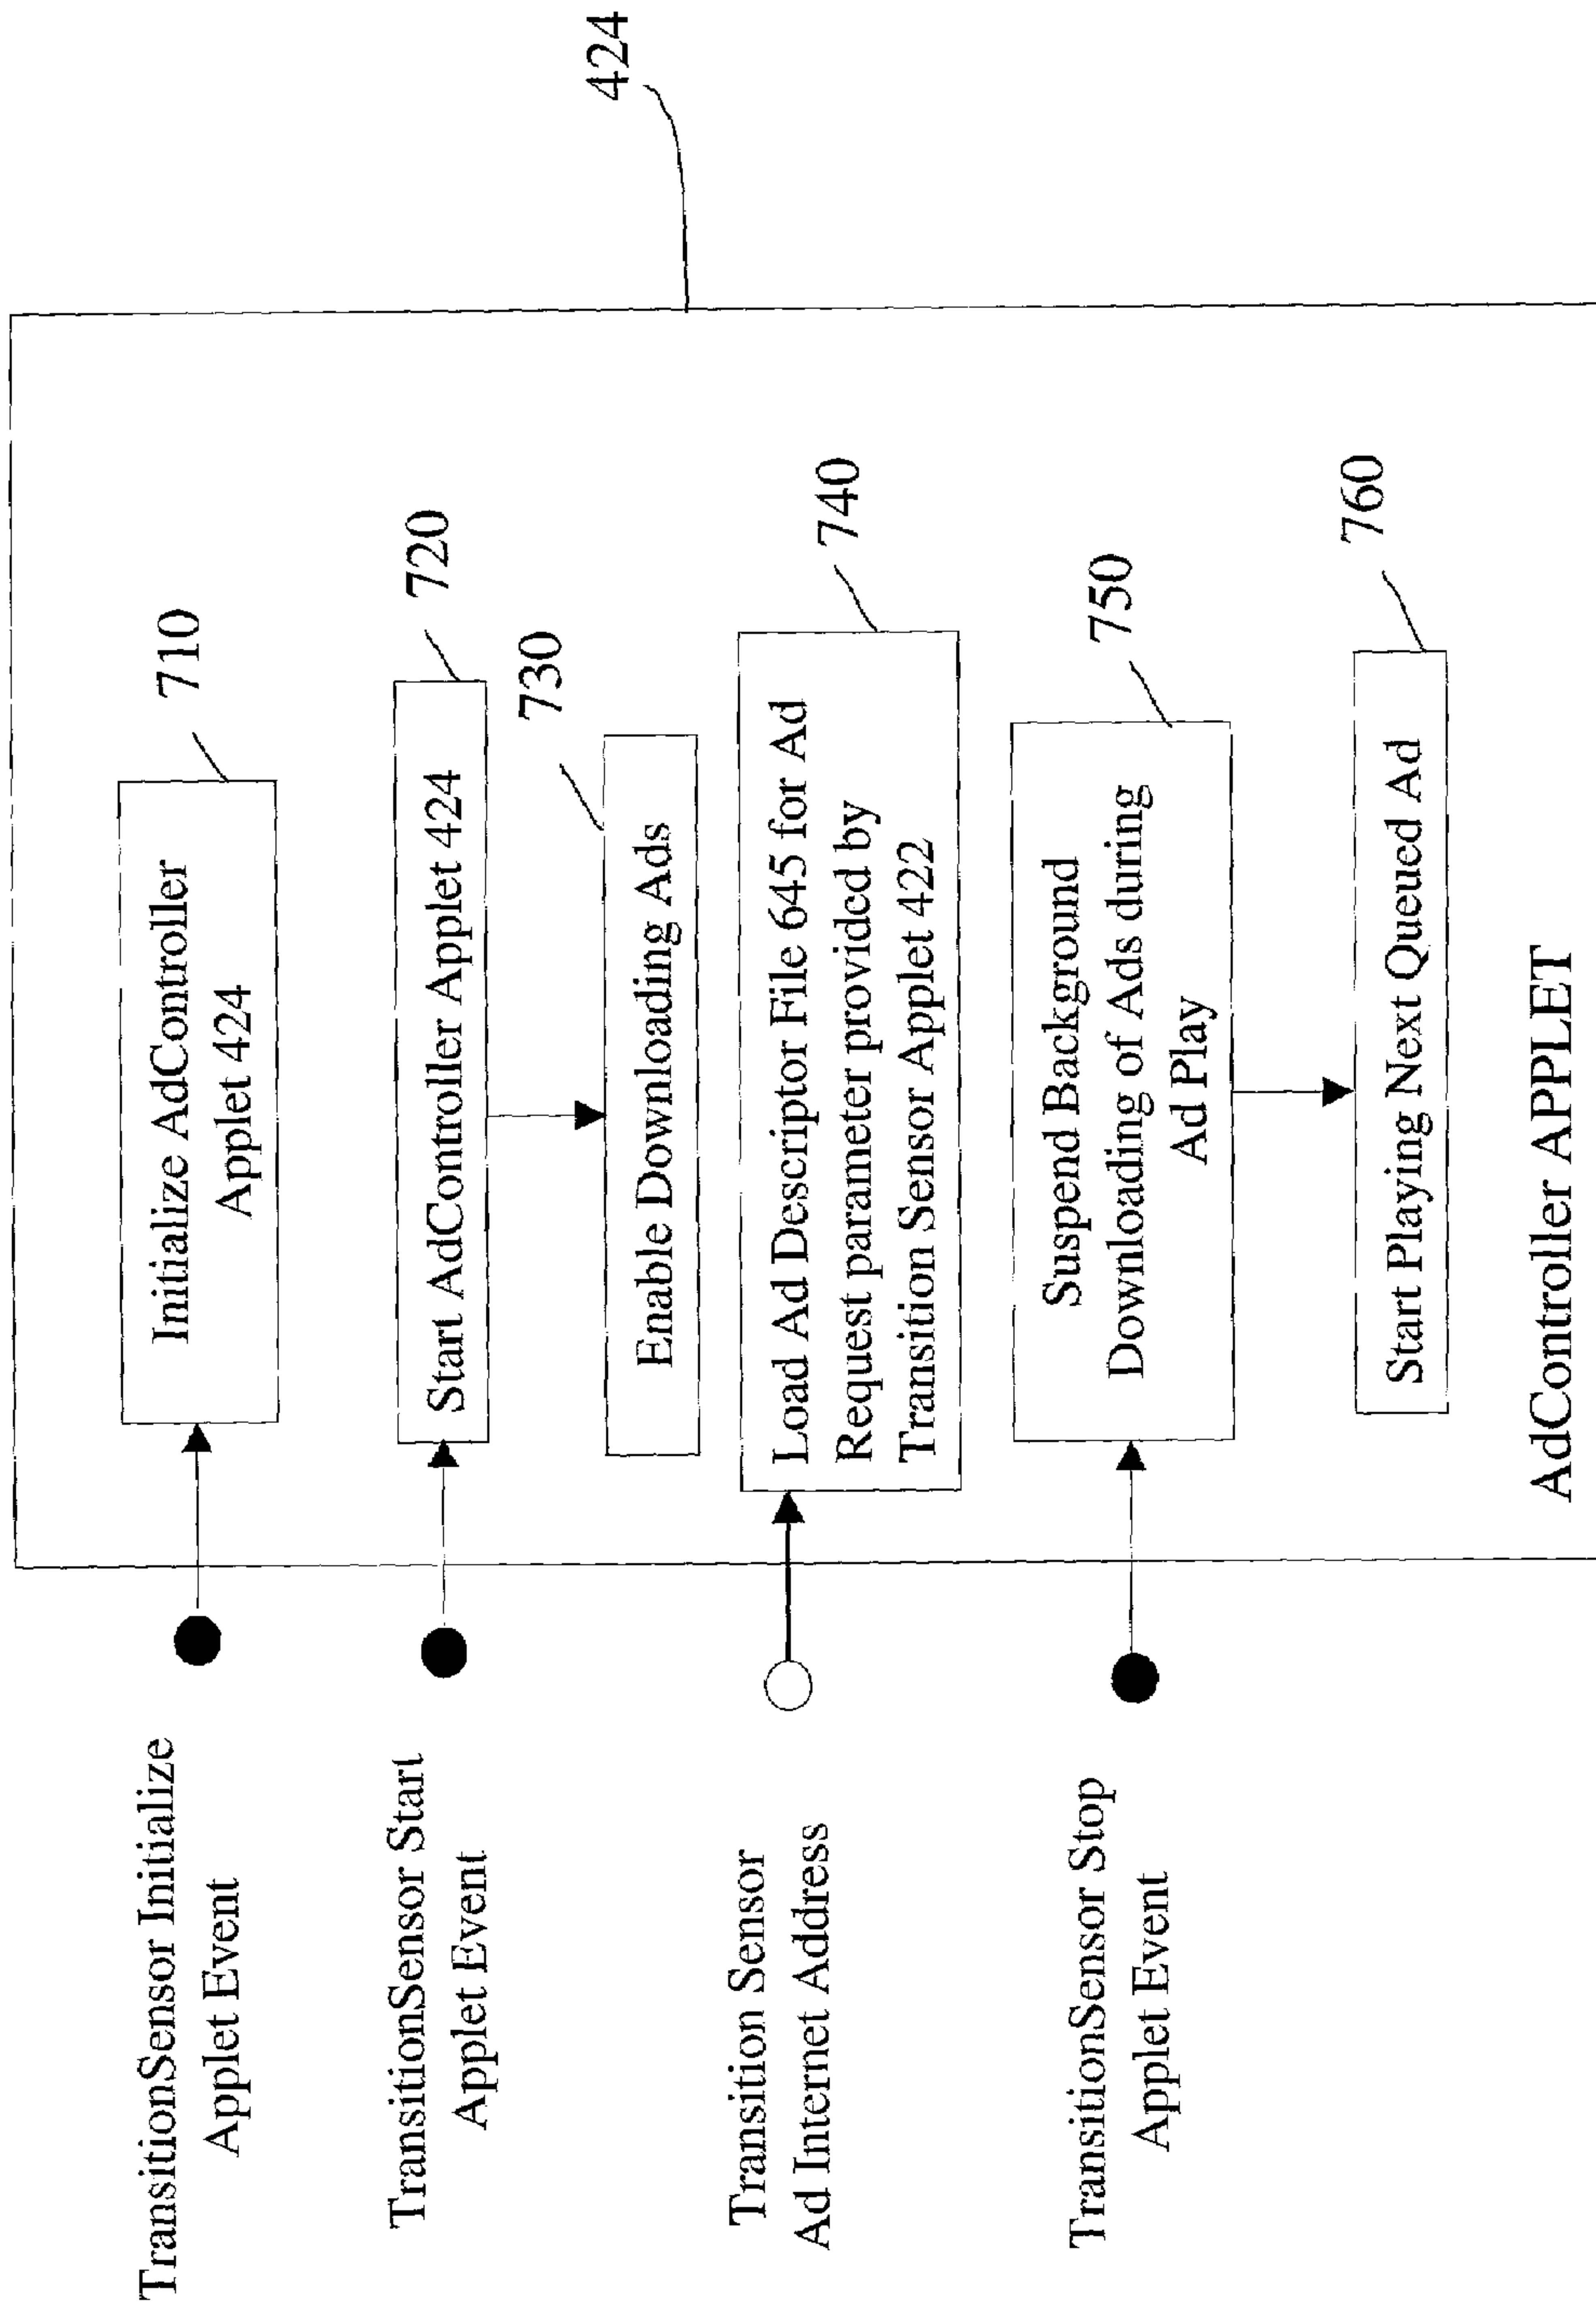 424
TransitionSensor Initialize
Applet Event
Initialize AdController
Applet 424
710
TransitionSensor Start
Applet Event
Start AdController Applet 424
720
730
Enable Downloading Ads
Transition Sensor
Ad Internet Address
Load Ad Descriptor File 645 for Ad
Request parameter provided by
Transition Sensor Applet 422
740
TransitionSensor Stop
Applet Event
Suspend Background
Downloading of Ads during
Ad Play
750
Start Playing Next Queued Ad
760
AdController APPLET